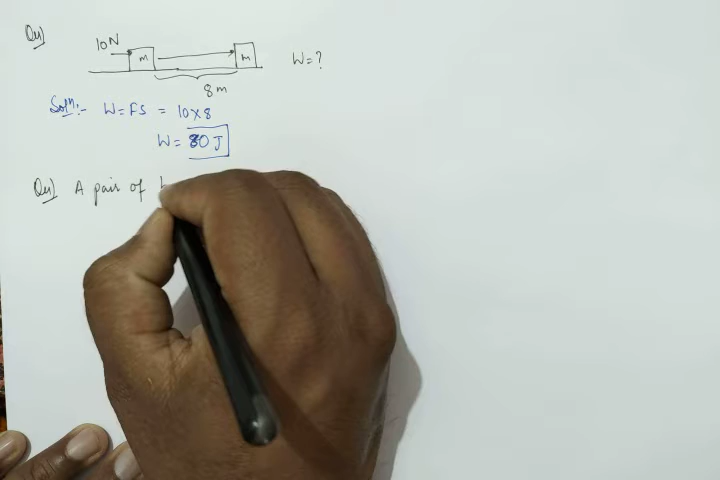 Qu)
10N
m
m
W=?
8m
Soln:- W=FS = 10×8
W= 80 J
Qu) A pair of